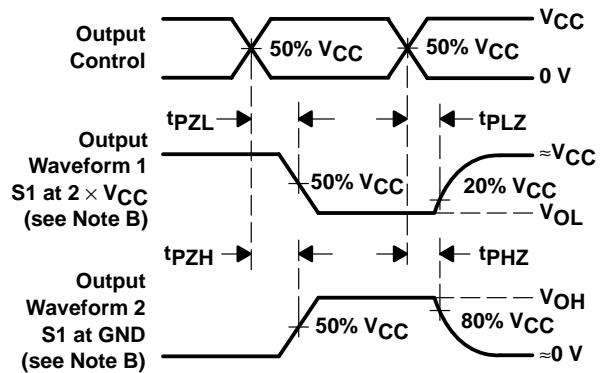 Output
Control
50% VCC
50% VCC
VCC
0 V
tPZL
tPLZ
Output
Waveform 1
S1 at 2 × VCC
(see Note B)
50% VCC
≈VCC
20% VCC
VOL
tPZH
tPHZ
Output
Waveform 2
S1 at GND
(see Note B)
50% VCC
VOH
80% VCC
≈0 V